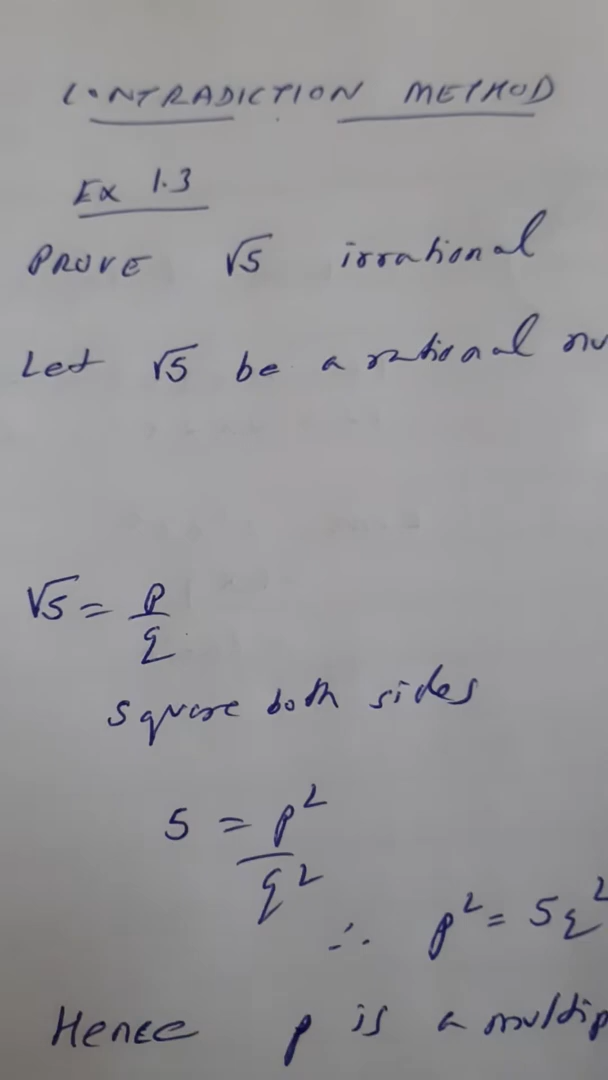 CONTRADICTION METHOD
Ex 1.3
PROVE √5 irrational
Let √5 be a rational nu
√5 = p/q
square both sides
5 = p²/q²
∴ p² = 5q²
Hence p is a multip